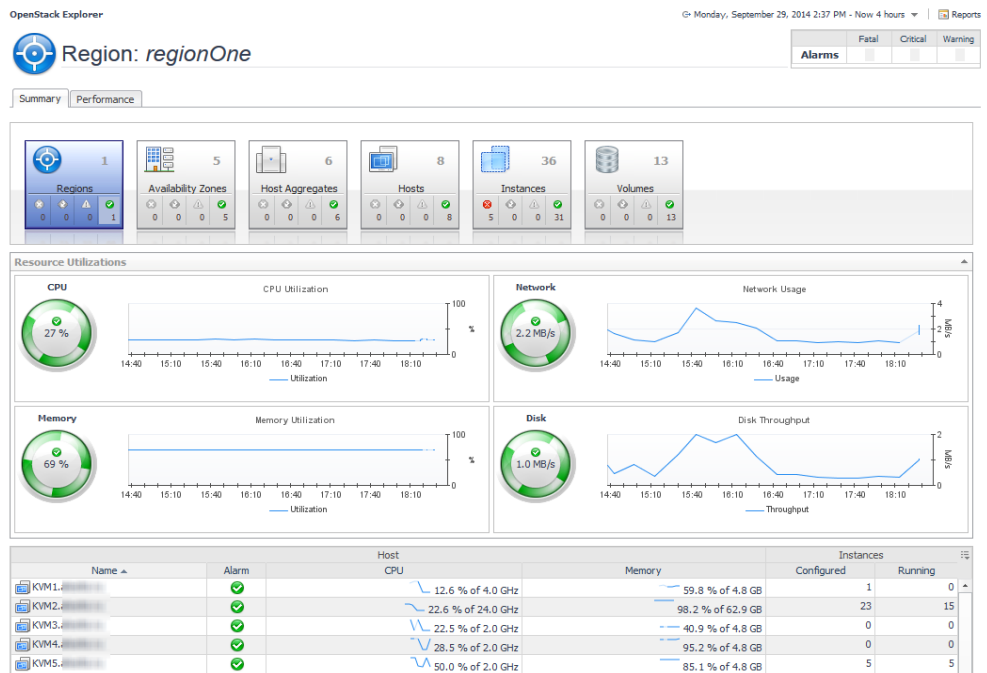 OpenStack Explorer
Monday, September 29, 2014 2:37 PM - Now 4 hours
Reports
Region: regionOne
Fatal Critical Warning
Alarms
Summary Performance
1 5 6 8 36 13
Regions Availability Zones Host Aggregates Hosts Instances Volumes
0 0 0 1 0 0 0 5 0 0 0 6 0 0 0 8 5 0 0 31 0 0 0 13
Resource Utilizations
CPU
CPU Utilization
27 %
100
%
0
14:40 15:10 15:40 16:10 16:40 17:10 17:40 18:10
Utilization
Network
Network Usage
2.2 MB/s
4
2
MB/s
0
14:40 15:10 15:40 16:10 16:40 17:10 17:40 18:10
Usage
Memory
Memory Utilization
69 %
100
%
0
14:40 15:10 15:40 16:10 16:40 17:10 17:40 18:10
Utilization
Disk
Disk Throughput
1.0 MB/s
2
MB/s
0
14:40 15:10 15:40 16:10 16:40 17:10 17:40 18:10
Throughput
Host Instances
Name Alarm CPU Memory Configured Running
KVM1. 12.6 % of 4.0 GHz 59.8 % of 4.8 GB 1 0
KVM2. 22.6 % of 24.0 GHz 98.2 % of 62.9 GB 23 15
KVM3. 22.5 % of 2.0 GHz 40.9 % of 4.8 GB 0 0
KVM4. 28.5 % of 2.0 GHz 95.2 % of 4.8 GB 0 0
KVM5. 50.0 % of 2.0 GHz 85.1 % of 4.8 GB 5 5